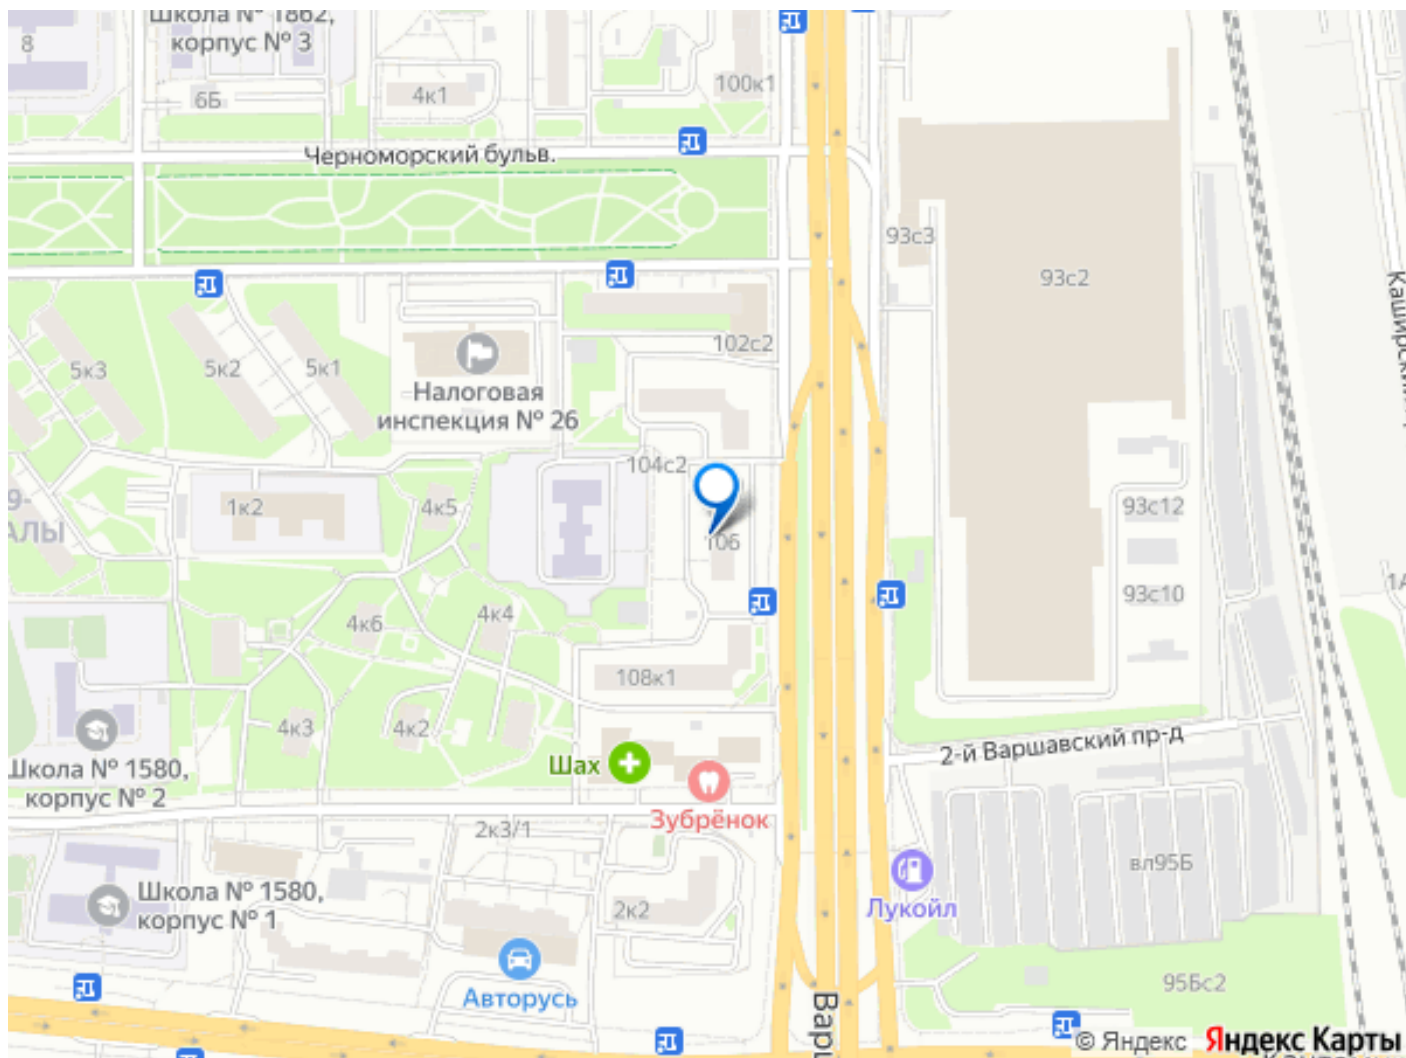 Школа № 1862,
корпус № 3
8
6Б
4к1
100к1
Черноморский бульв.
93с3
93с2
102с2
5к3
5к2
5к1
Налоговая
инспекция № 26
104с2
9-
АЛЫ
1к2
4к5
106
93с12
93с10
1А
4к6
4к4
108к1
4к3
4к2
Школа № 1580,
корпус № 2
Шах
Зубрёнок
2-й Варшавский пр-д
2к3/1
вл95Б
Школа № 1580,
корпус № 1
2к2
Лукойл
Авторусь
95Бс2
© Яндекс Яндекс Карты